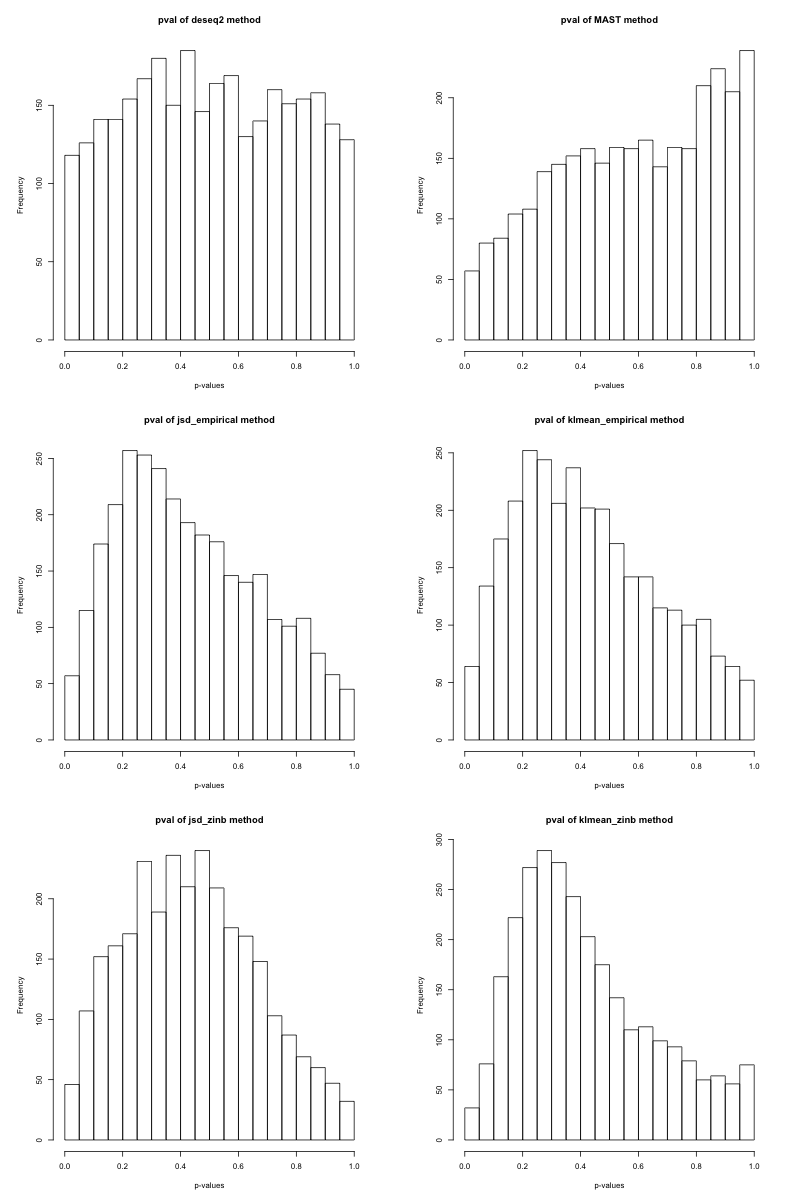 pval of deseq2 method
Frequency
0
50
100
150
0.0 0.2 0.4 0.6 0.8 1.0
p-values
pval of MAST method
Frequency
0
50
100
150
200
0.0 0.2 0.4 0.6 0.8 1.0
p-values
pval of jsd_empirical method
Frequency
0
50
100
150
200
250
0.0 0.2 0.4 0.6 0.8 1.0
p-values
pval of klmean_empirical method
Frequency
0
50
100
150
200
250
0.0 0.2 0.4 0.6 0.8 1.0
p-values
pval of jsd_zinb method
Frequency
0
50
100
150
200
0.0 0.2 0.4 0.6 0.8 1.0
p-values
pval of klmean_zinb method
Frequency
0
50
100
150
200
250
300
0.0 0.2 0.4 0.6 0.8 1.0
p-values